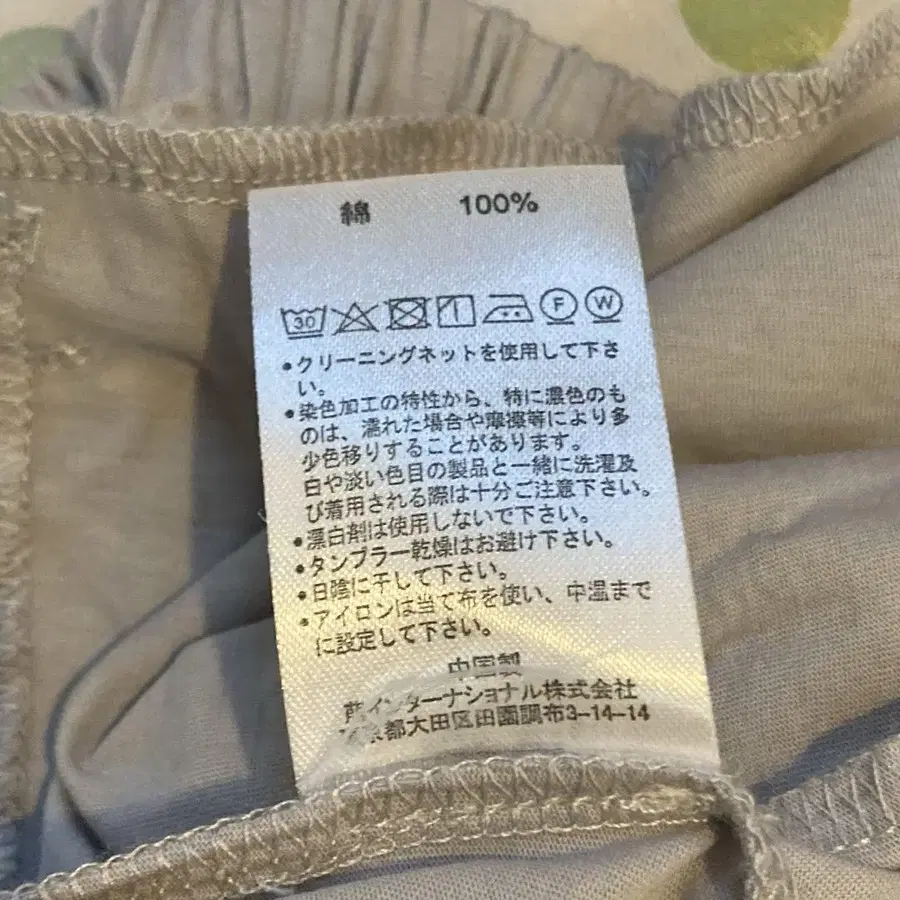 綿 100%
30 F W
•クリーニングネットを使用して下さ
い。
•染色加工の特性から、特に濃色のも
のは、濡れた場合や摩擦等により多
少色移りすることがあります。
白や淡い色目の製品と一緒に洗濯及
び着用される際は十分ご注意下さい。
•漂白剤は使用しないで下さい。
•タンブラー乾燥はお避け下さい。
•日陰に干して下さい。
•アイロンは当て布を使い、中温まで
に設定して下さい。
中国製
インターナショナル株式会社
京都大田区田園調布3-14-14